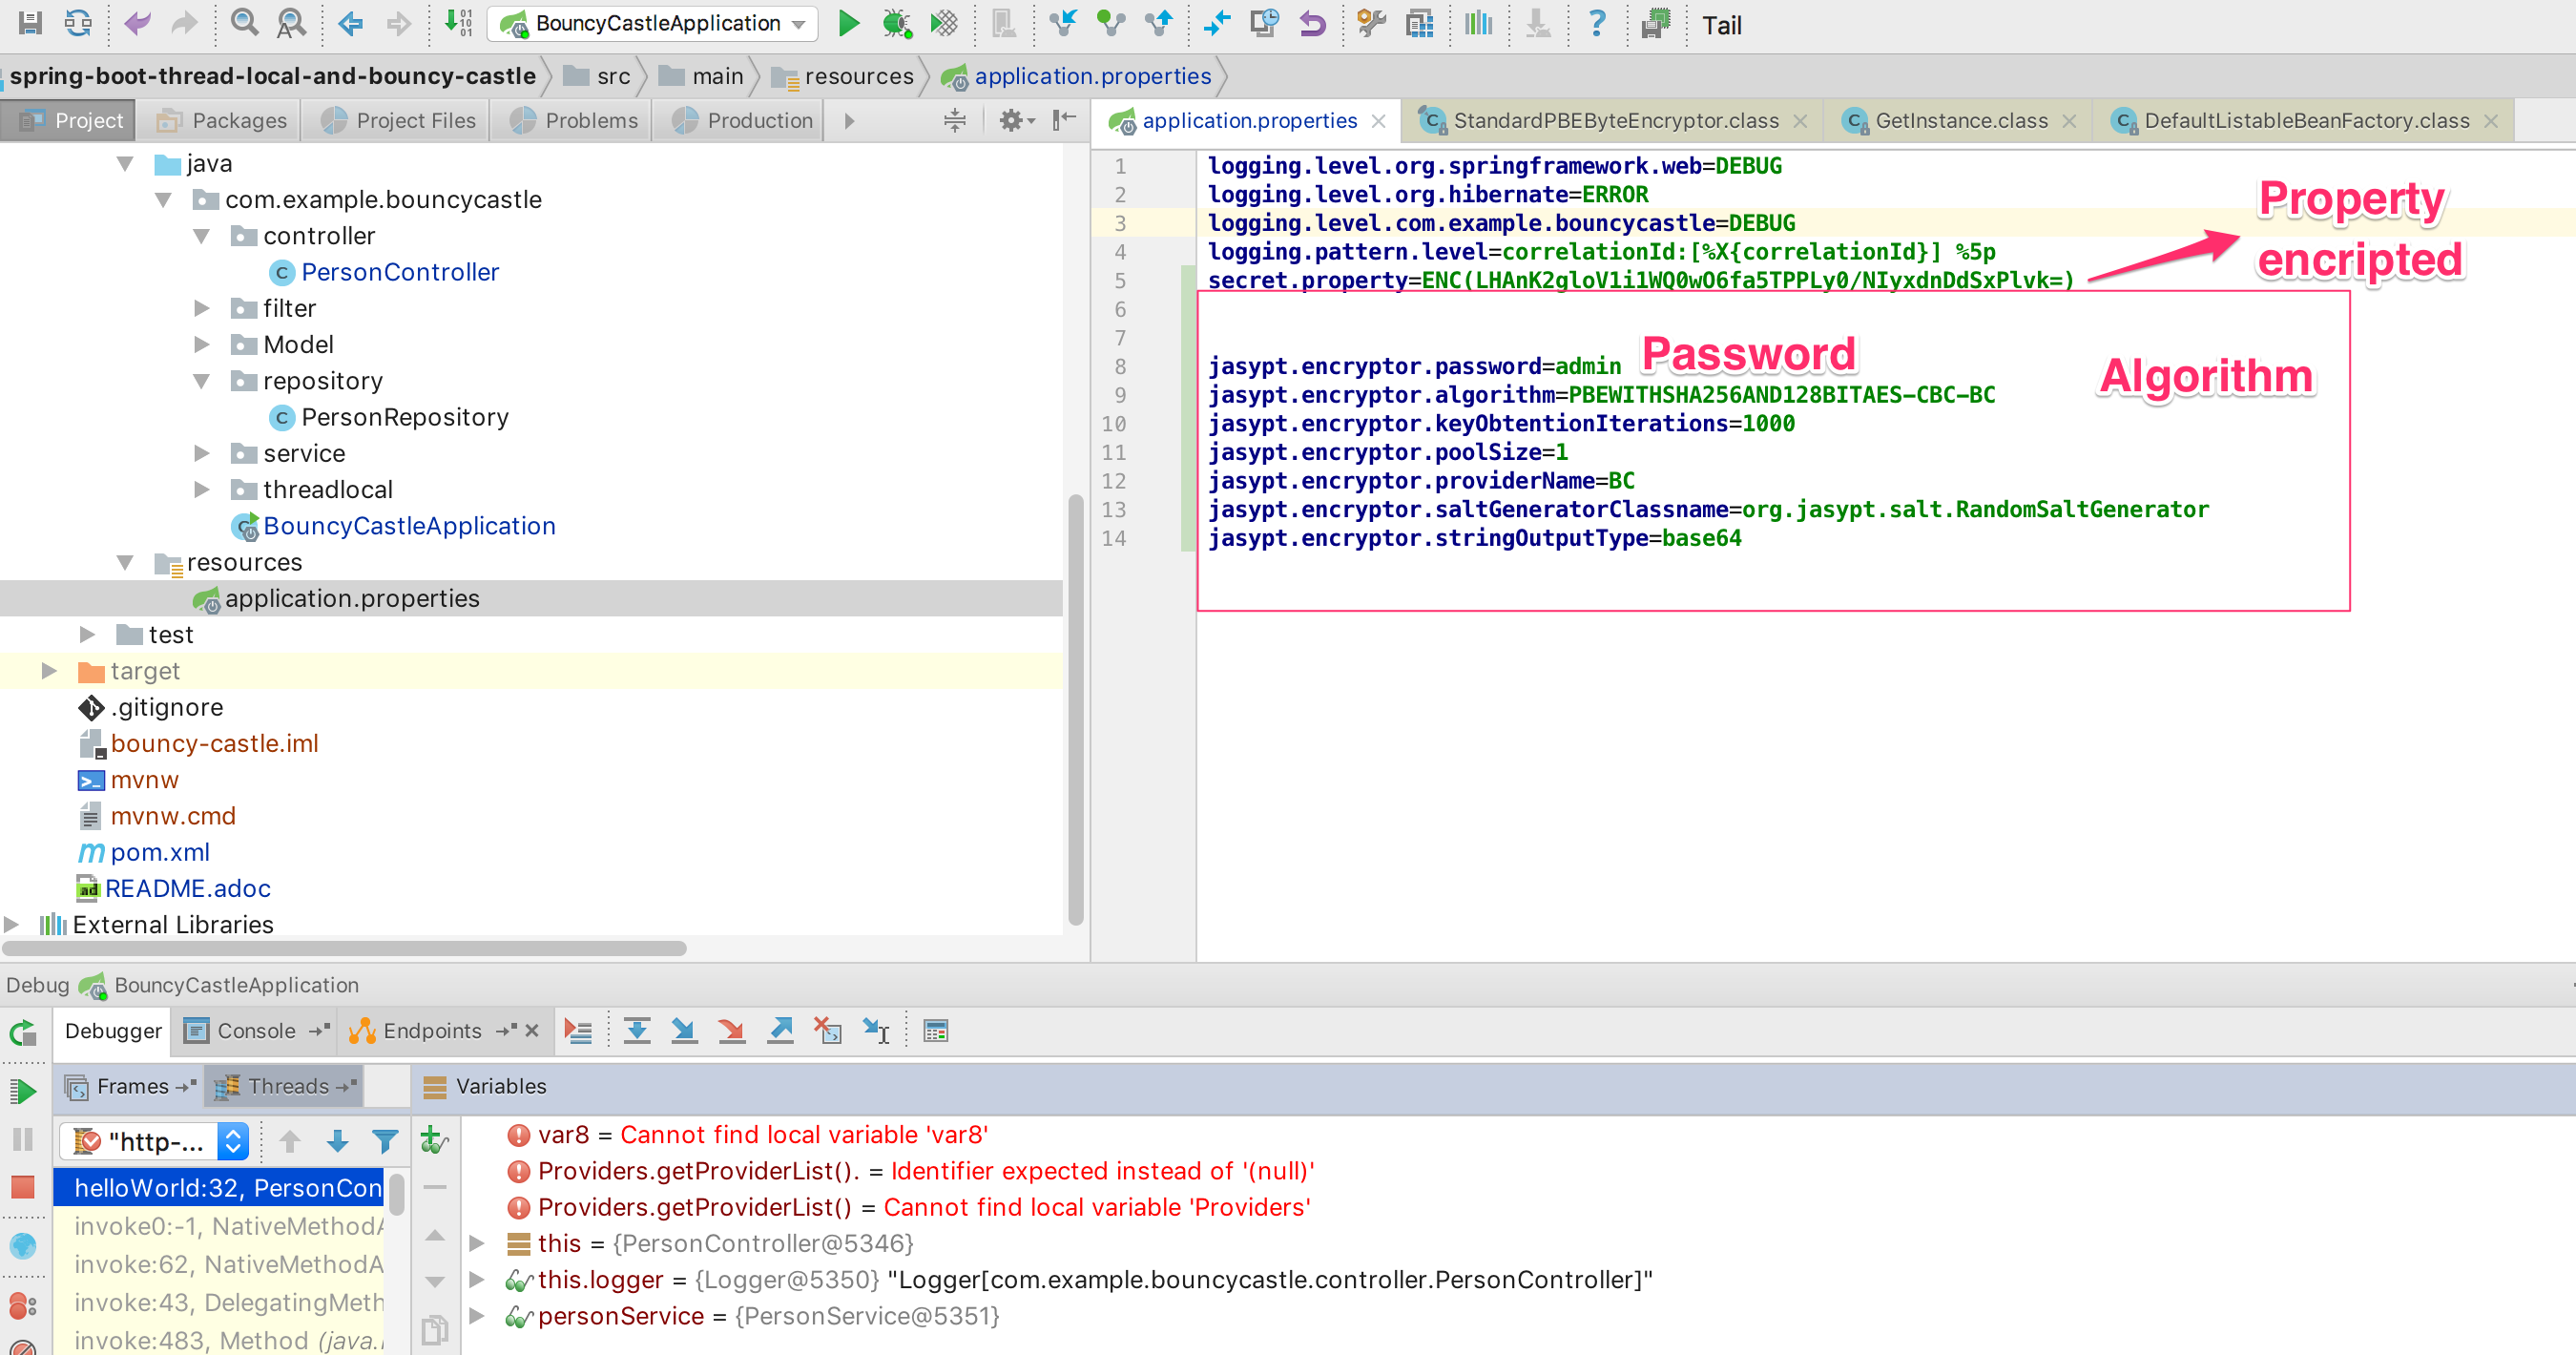 BouncyCastleApplication
Tail
spring-boot-thread-local-and-bouncy-castle src main resources application.properties
Project Packages Project Files Problems Production
application.properties StandardPBEByteEncryptor.class GetInstance.class DefaultListableBeanFactory.class
java
com.example.bouncycastle
controller
PersonController
filter
Model
repository
PersonRepository
service
threadlocal
BouncyCastleApplication
resources
application.properties
test
target
.gitignore
bouncy-castle.iml
mvnw
mvnw.cmd
pom.xml
README.adoc
External Libraries
1 logging.level.org.springframework.web=DEBUG
2 logging.level.org.hibernate=ERROR
3 logging.level.com.example.bouncycastle=DEBUG
4 logging.pattern.level=correlationId:[%X{correlationId}] %5p
5 secret.property=ENC(LHAnK2gloV1i1WQ0wO6fa5TPPLy0/NIyxdnDdSxPlvk=)
6
7
8 jasypt.encryptor.password=admin
9 jasypt.encryptor.algorithm=PBEWITHSHA256AND128BITAES-CBC-BC
10 jasypt.encryptor.keyObtentionIterations=1000
11 jasypt.encryptor.poolSize=1
12 jasypt.encryptor.providerName=BC
13 jasypt.encryptor.saltGeneratorClassname=org.jasypt.salt.RandomSaltGenerator
14 jasypt.encryptor.stringOutputType=base64
Property
encripted
Password
Algorithm
Debug BouncyCastleApplication
Debugger Console Endpoints
Frames Threads Variables
"http-...
helloWorld:32, PersonCon
invoke0:-1, NativeMethodA
invoke:62, NativeMethodA
invoke:43, DelegatingMeth
invoke:483, Method (java.l
var8 = Cannot find local variable 'var8'
Providers.getProviderList(). = Identifier expected instead of '(null)'
Providers.getProviderList() = Cannot find local variable 'Providers'
this = {PersonController@5346}
this.logger = {Logger@5350} "Logger[com.example.bouncycastle.controller.PersonController]"
personService = {PersonService@5351}